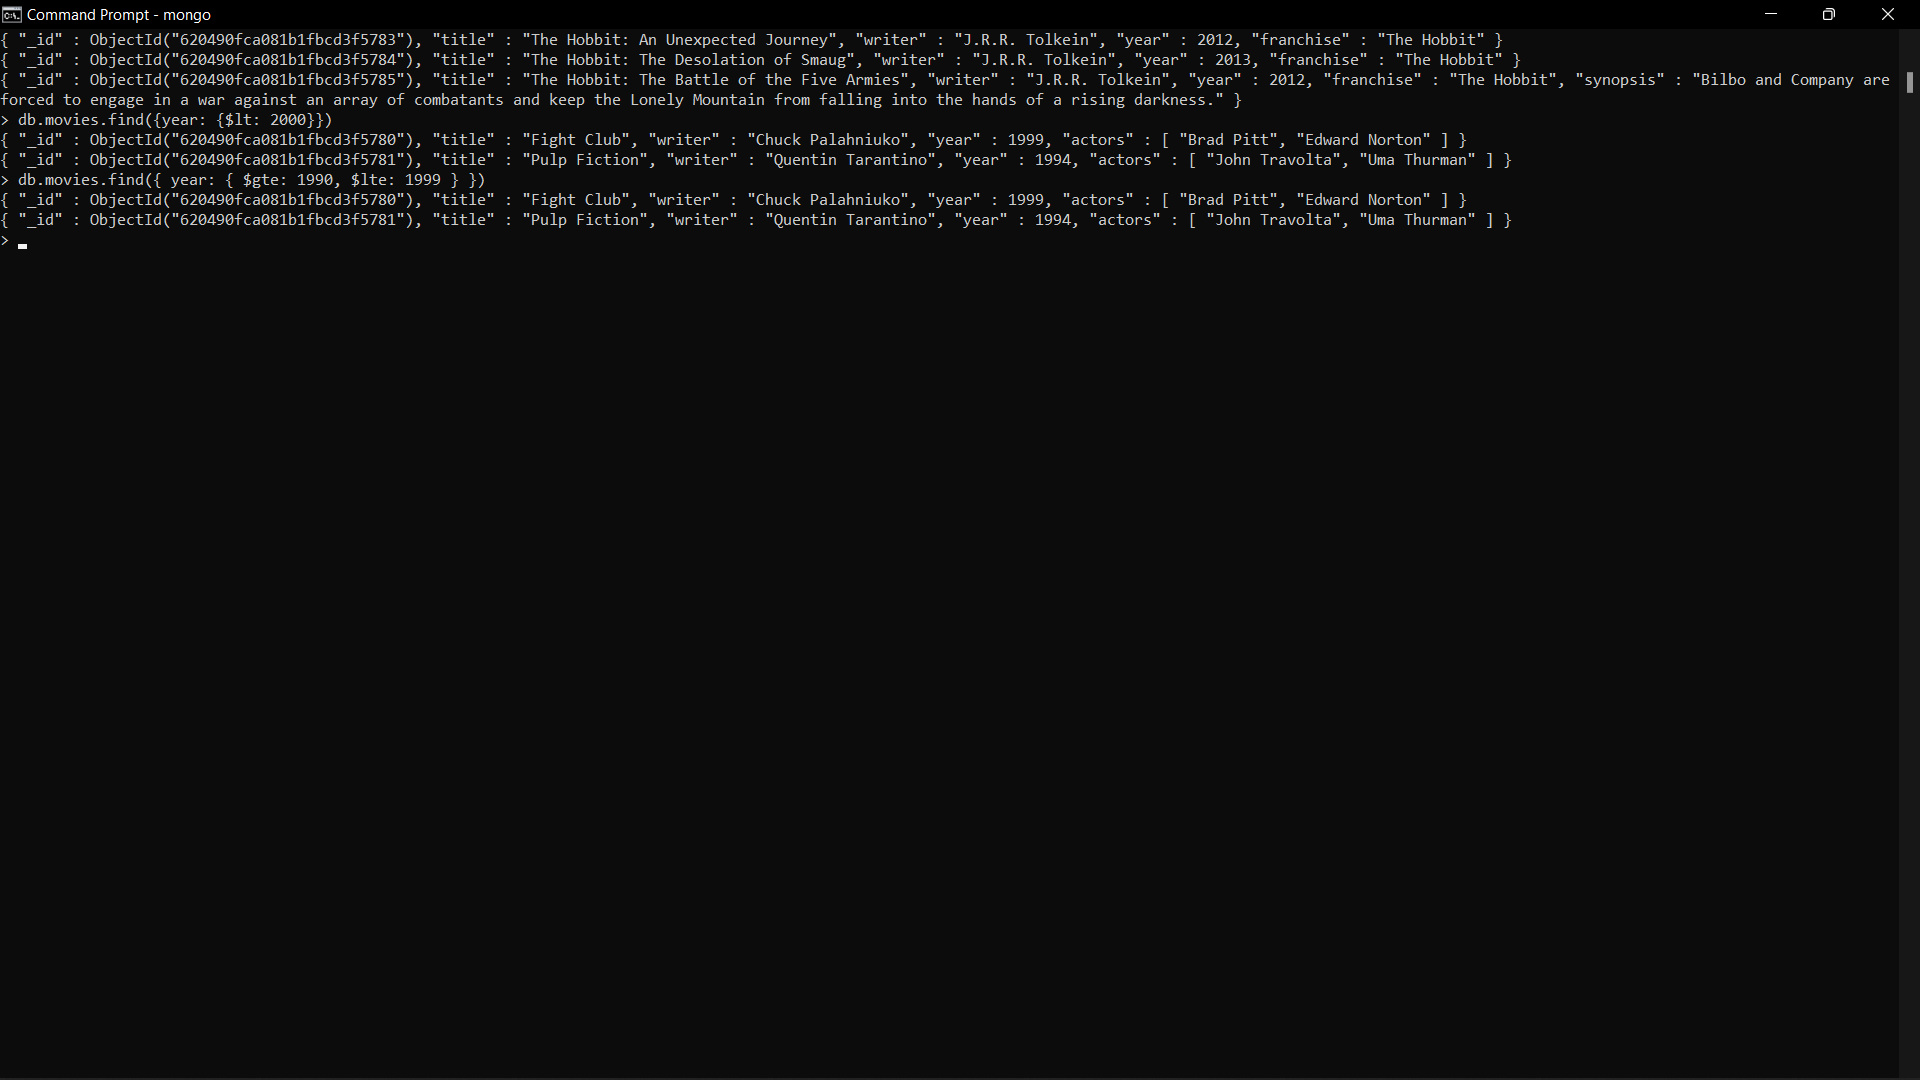 Command Prompt - mongo
{ "_id" : ObjectId("620490fca081b1fbcd3f5783"), "title" : "The Hobbit: An Unexpected Journey", "writer" : "J.R.R. Tolkein", "year" : 2012, "franchise" : "The Hobbit" }
{ "_id" : ObjectId("620490fca081b1fbcd3f5784"), "title" : "The Hobbit: The Desolation of Smaug", "writer" : "J.R.R. Tolkein", "year" : 2013, "franchise" : "The Hobbit" }
{ "_id" : ObjectId("620490fca081b1fbcd3f5785"), "title" : "The Hobbit: The Battle of the Five Armies", "writer" : "J.R.R. Tolkein", "year" : 2012, "franchise" : "The Hobbit", "synopsis" : "Bilbo and Company are
forced to engage in a war against an array of combatants and keep the Lonely Mountain from falling into the hands of a rising darkness." }
> db.movies.find({year: {$lt: 2000}})
{ "_id" : ObjectId("620490fca081b1fbcd3f5780"), "title" : "Fight Club", "writer" : "Chuck Palahniuko", "year" : 1999, "actors" : [ "Brad Pitt", "Edward Norton" ] }
{ "_id" : ObjectId("620490fca081b1fbcd3f5781"), "title" : "Pulp Fiction", "writer" : "Quentin Tarantino", "year" : 1994, "actors" : [ "John Travolta", "Uma Thurman" ] }
> db.movies.find({ year: { $gte: 1990, $lte: 1999 } })
{ "_id" : ObjectId("620490fca081b1fbcd3f5780"), "title" : "Fight Club", "writer" : "Chuck Palahniuko", "year" : 1999, "actors" : [ "Brad Pitt", "Edward Norton" ] }
{ "_id" : ObjectId("620490fca081b1fbcd3f5781"), "title" : "Pulp Fiction", "writer" : "Quentin Tarantino", "year" : 1994, "actors" : [ "John Travolta", "Uma Thurman" ] }
>